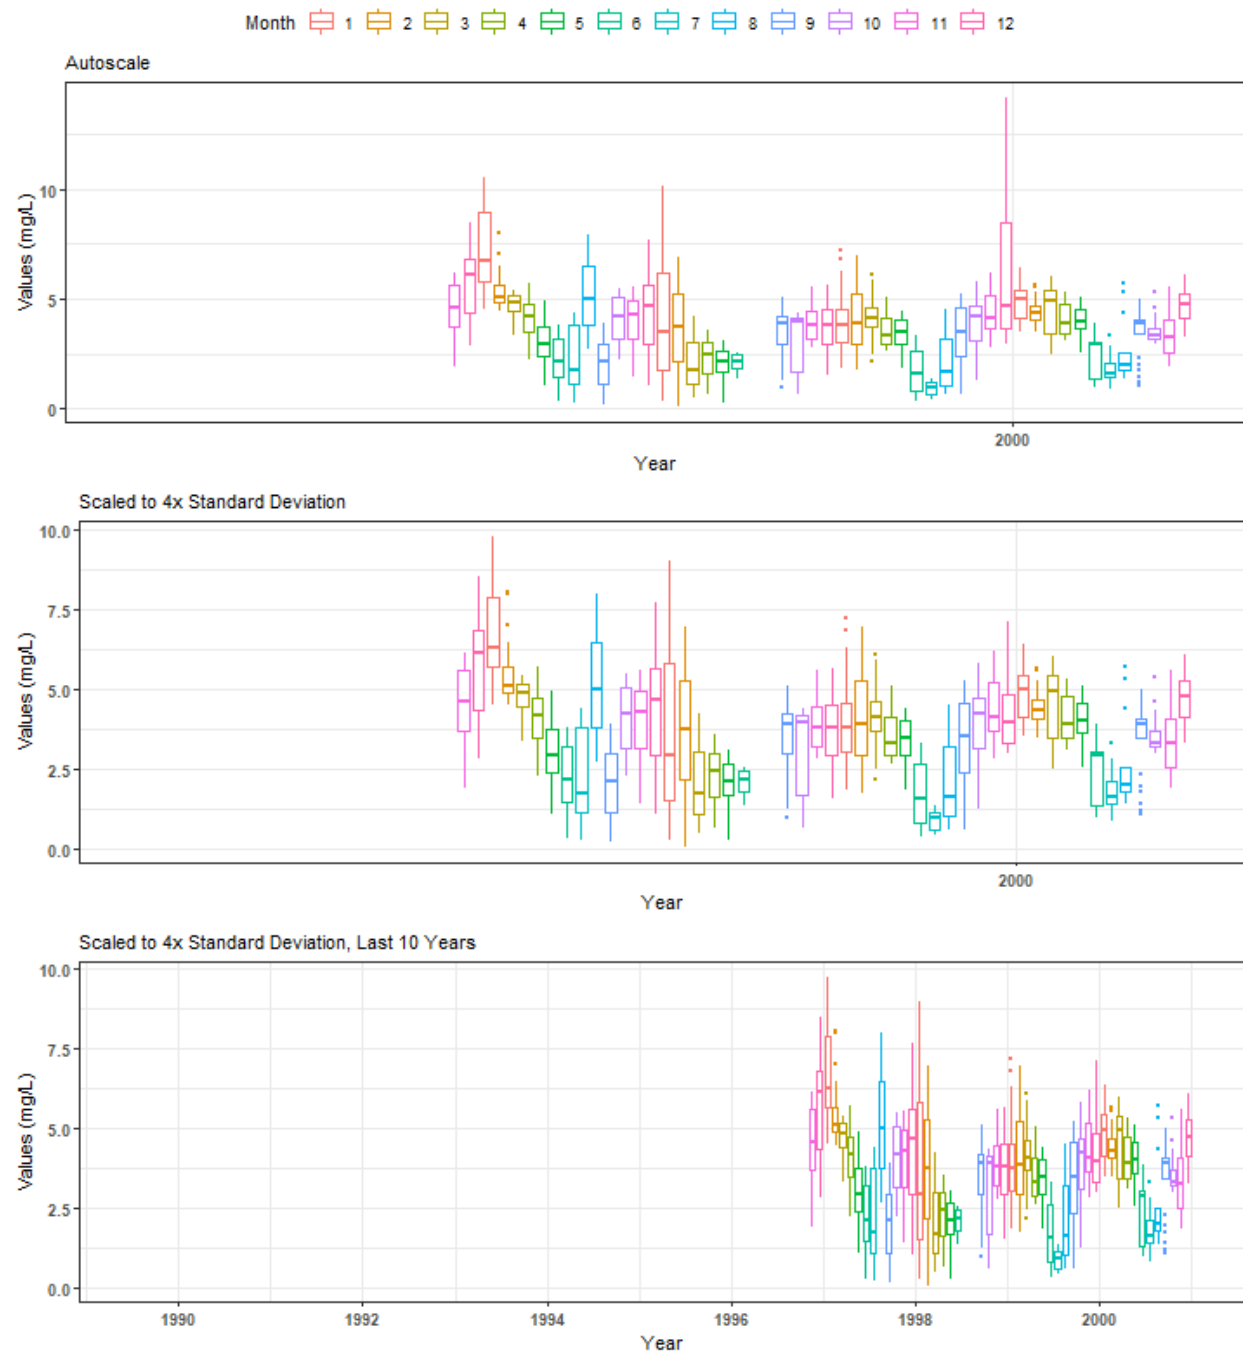 Month 1 2 3 4 5 6 7 8 9 10 11 12
Autoscale
Values (mg/L)
10
5
0
2000
Year
Scaled to 4x Standard Deviation
Values (mg/L)
10.0
7.5
5.0
2.5
0.0
2000
Year
Scaled to 4x Standard Deviation, Last 10 Years
Values (mg/L)
10.0
7.5
5.0
2.5
0.0
1990 1992 1994 1996 1998 2000
Year